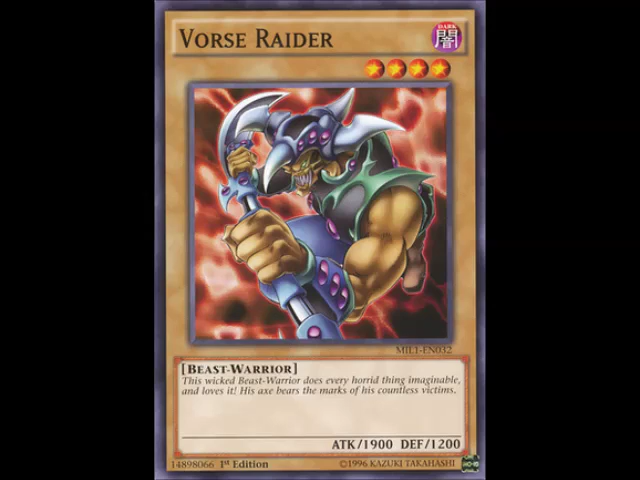 VORSE RAIDER
DARK
闇
MIL1-EN032
[BEAST-WARRIOR]
This wicked Beast-Warrior does every horrid thing imaginable,
and loves it! His axe bears the marks of his countless victims.
ATK/1900 DEF/1200
14898066 1st Edition ©1996 KAZUKI TAKAHASHI